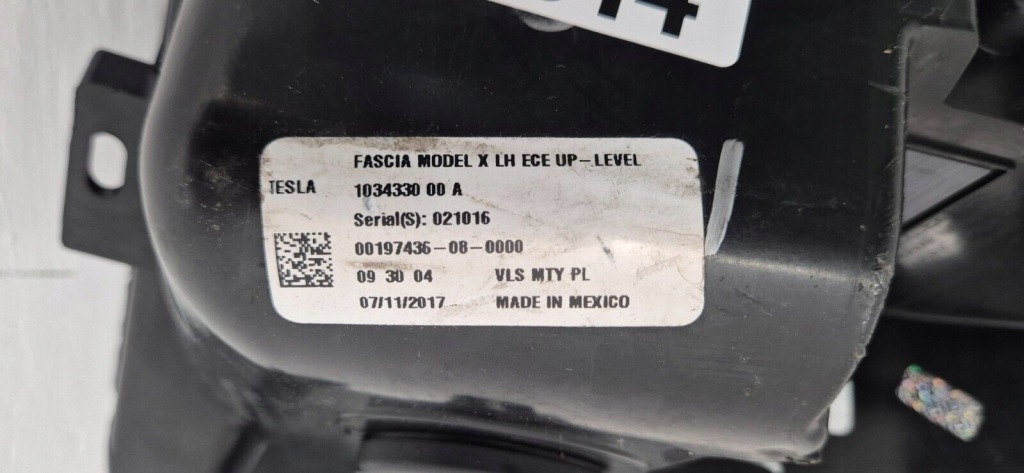 FASCIA MODEL X LH ECE UP-LEVEL
TESLA 1034330 00 A
Serial(S): 021016
00197436-08-0000
09 30 04 VLS MTY PL
07/11/2017 MADE IN MEXICO